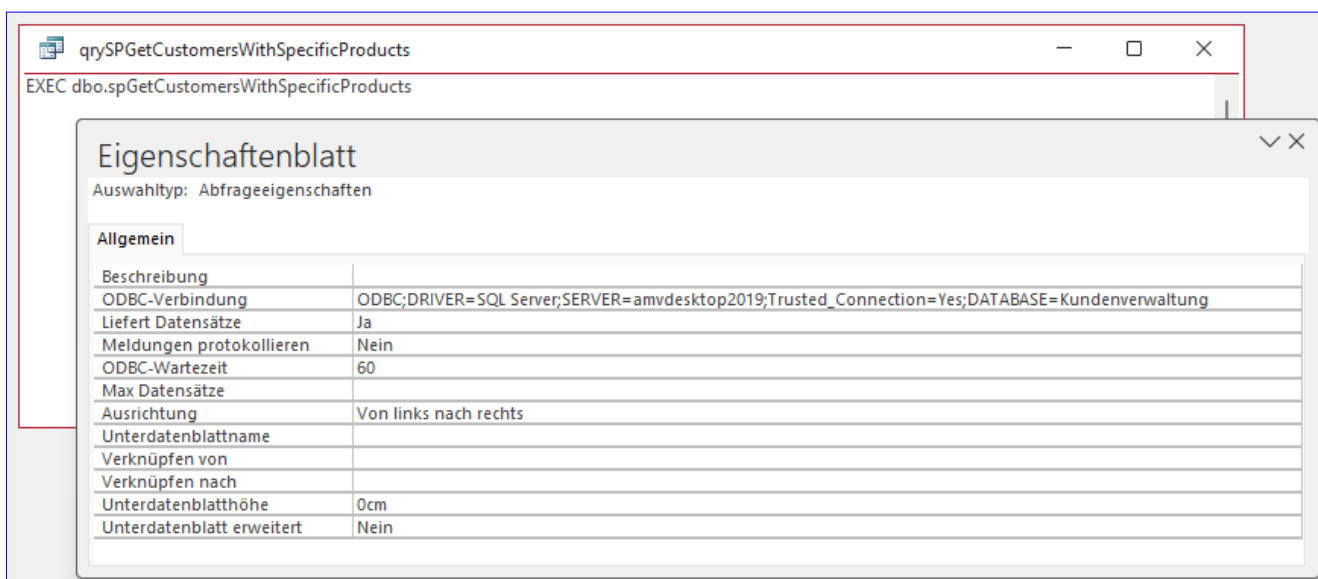 qrySPGetCustomersWithSpecificProducts
EXEC dbo.spGetCustomersWithSpecificProducts
Eigenschaftenblatt
Auswahltyp: Abfrageeigenschaften
Allgemein
Beschreibung
ODBC-Verbindung ODBC;DRIVER=SQL Server;SERVER=amvdesktop2019;Trusted_Connection=Yes;DATABASE=Kundenverwaltung
Liefert Datensätze Ja
Meldungen protokollieren Nein
ODBC-Wartezeit 60
Max Datensätze
Ausrichtung Von links nach rechts
Unterdatenblattname
Verknüpfen von
Verknüpfen nach
Unterdatenblatthöhe 0cm
Unterdatenblatt erweitert Nein